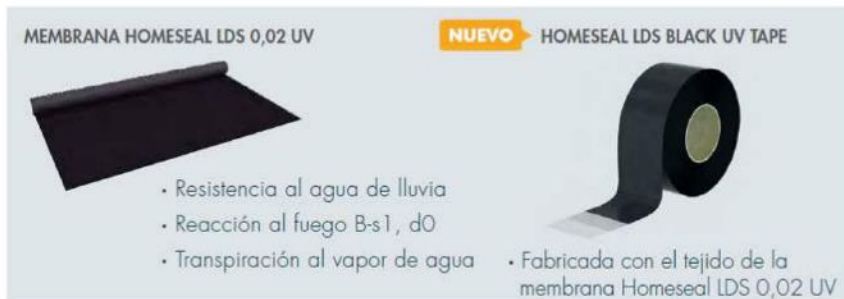 MEMBRANA HOMESEAL LDS 0,02 UV
NUEVO HOMESEAL LDS BLACK UV TAPE
• Resistencia al agua de lluvia
• Reacción al fuego B-s1, d0
• Transpiración al vapor de agua
• Fabricada con el tejido de la
membrana Homeseal LDS 0,02 UV